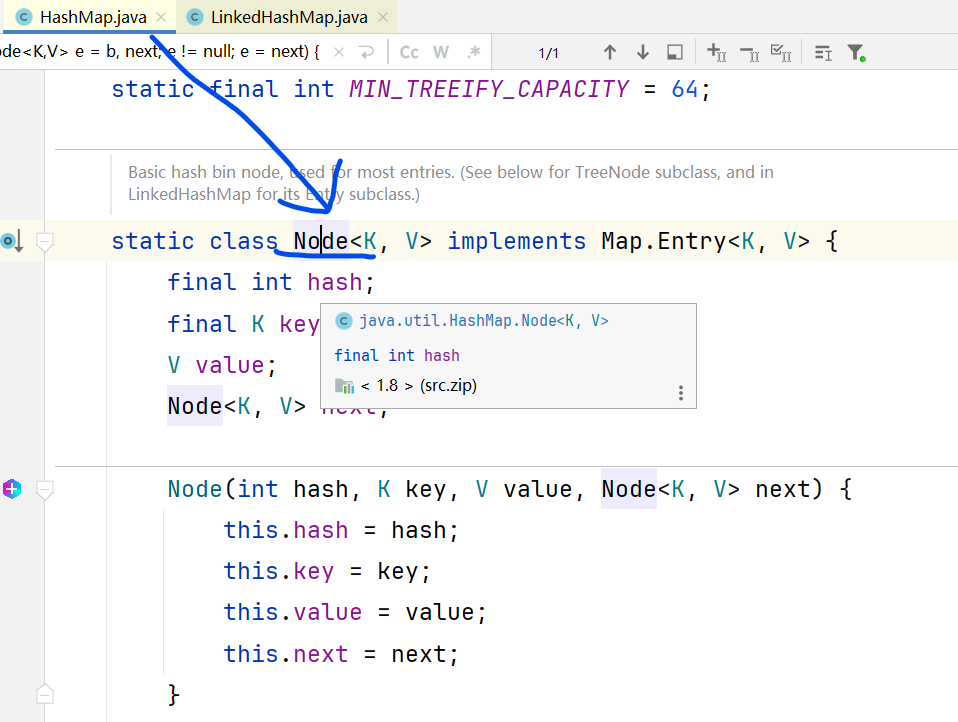 HashMap.java
LinkedHashMap.java
ode<K,V> e = b, next; e != null; e = next) {
Cc W .* 1/1
static final int MIN_TREEIFY_CAPACITY = 64;
Basic hash bin node, used for most entries. (See below for TreeNode subclass, and in
LinkedHashMap for its Entry subclass.)
static class Node<K, V> implements Map.Entry<K, V> {
final int hash;
final K key
java.util.HashMap.Node<K, V>
final int hash
< 1.8 > (src.zip)
V value;
Node<K, V> next;
Node(int hash, K key, V value, Node<K, V> next) {
this.hash = hash;
this.key = key;
this.value = value;
this.next = next;
}